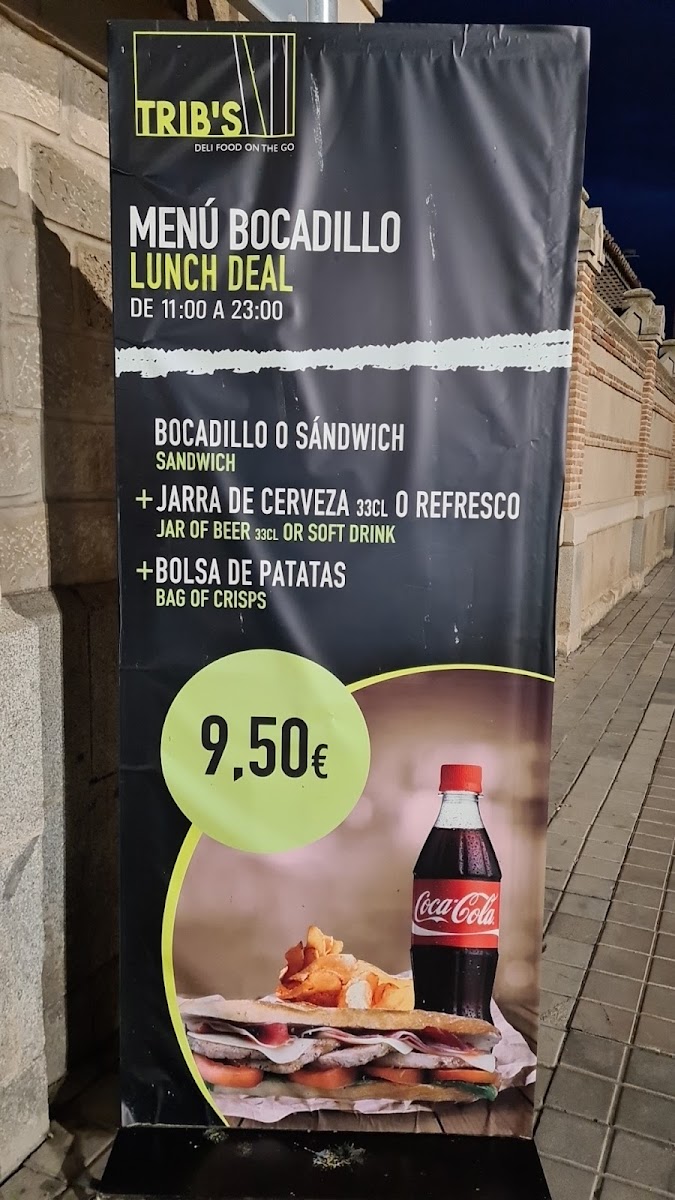 TRIB'S
DELI FOOD ON THE GO
MENÚ BOCADILLO
LUNCH DEAL
DE 11:00 A 23:00
BOCADILLO O SÁNDWICH
SANDWICH
+JARRA DE CERVEZA 33CL O REFRESCO
JAR OF BEER 33CL OR SOFT DRINK
+BOLSA DE PATATAS
BAG OF CRISPS
9,50€
Coca-Cola